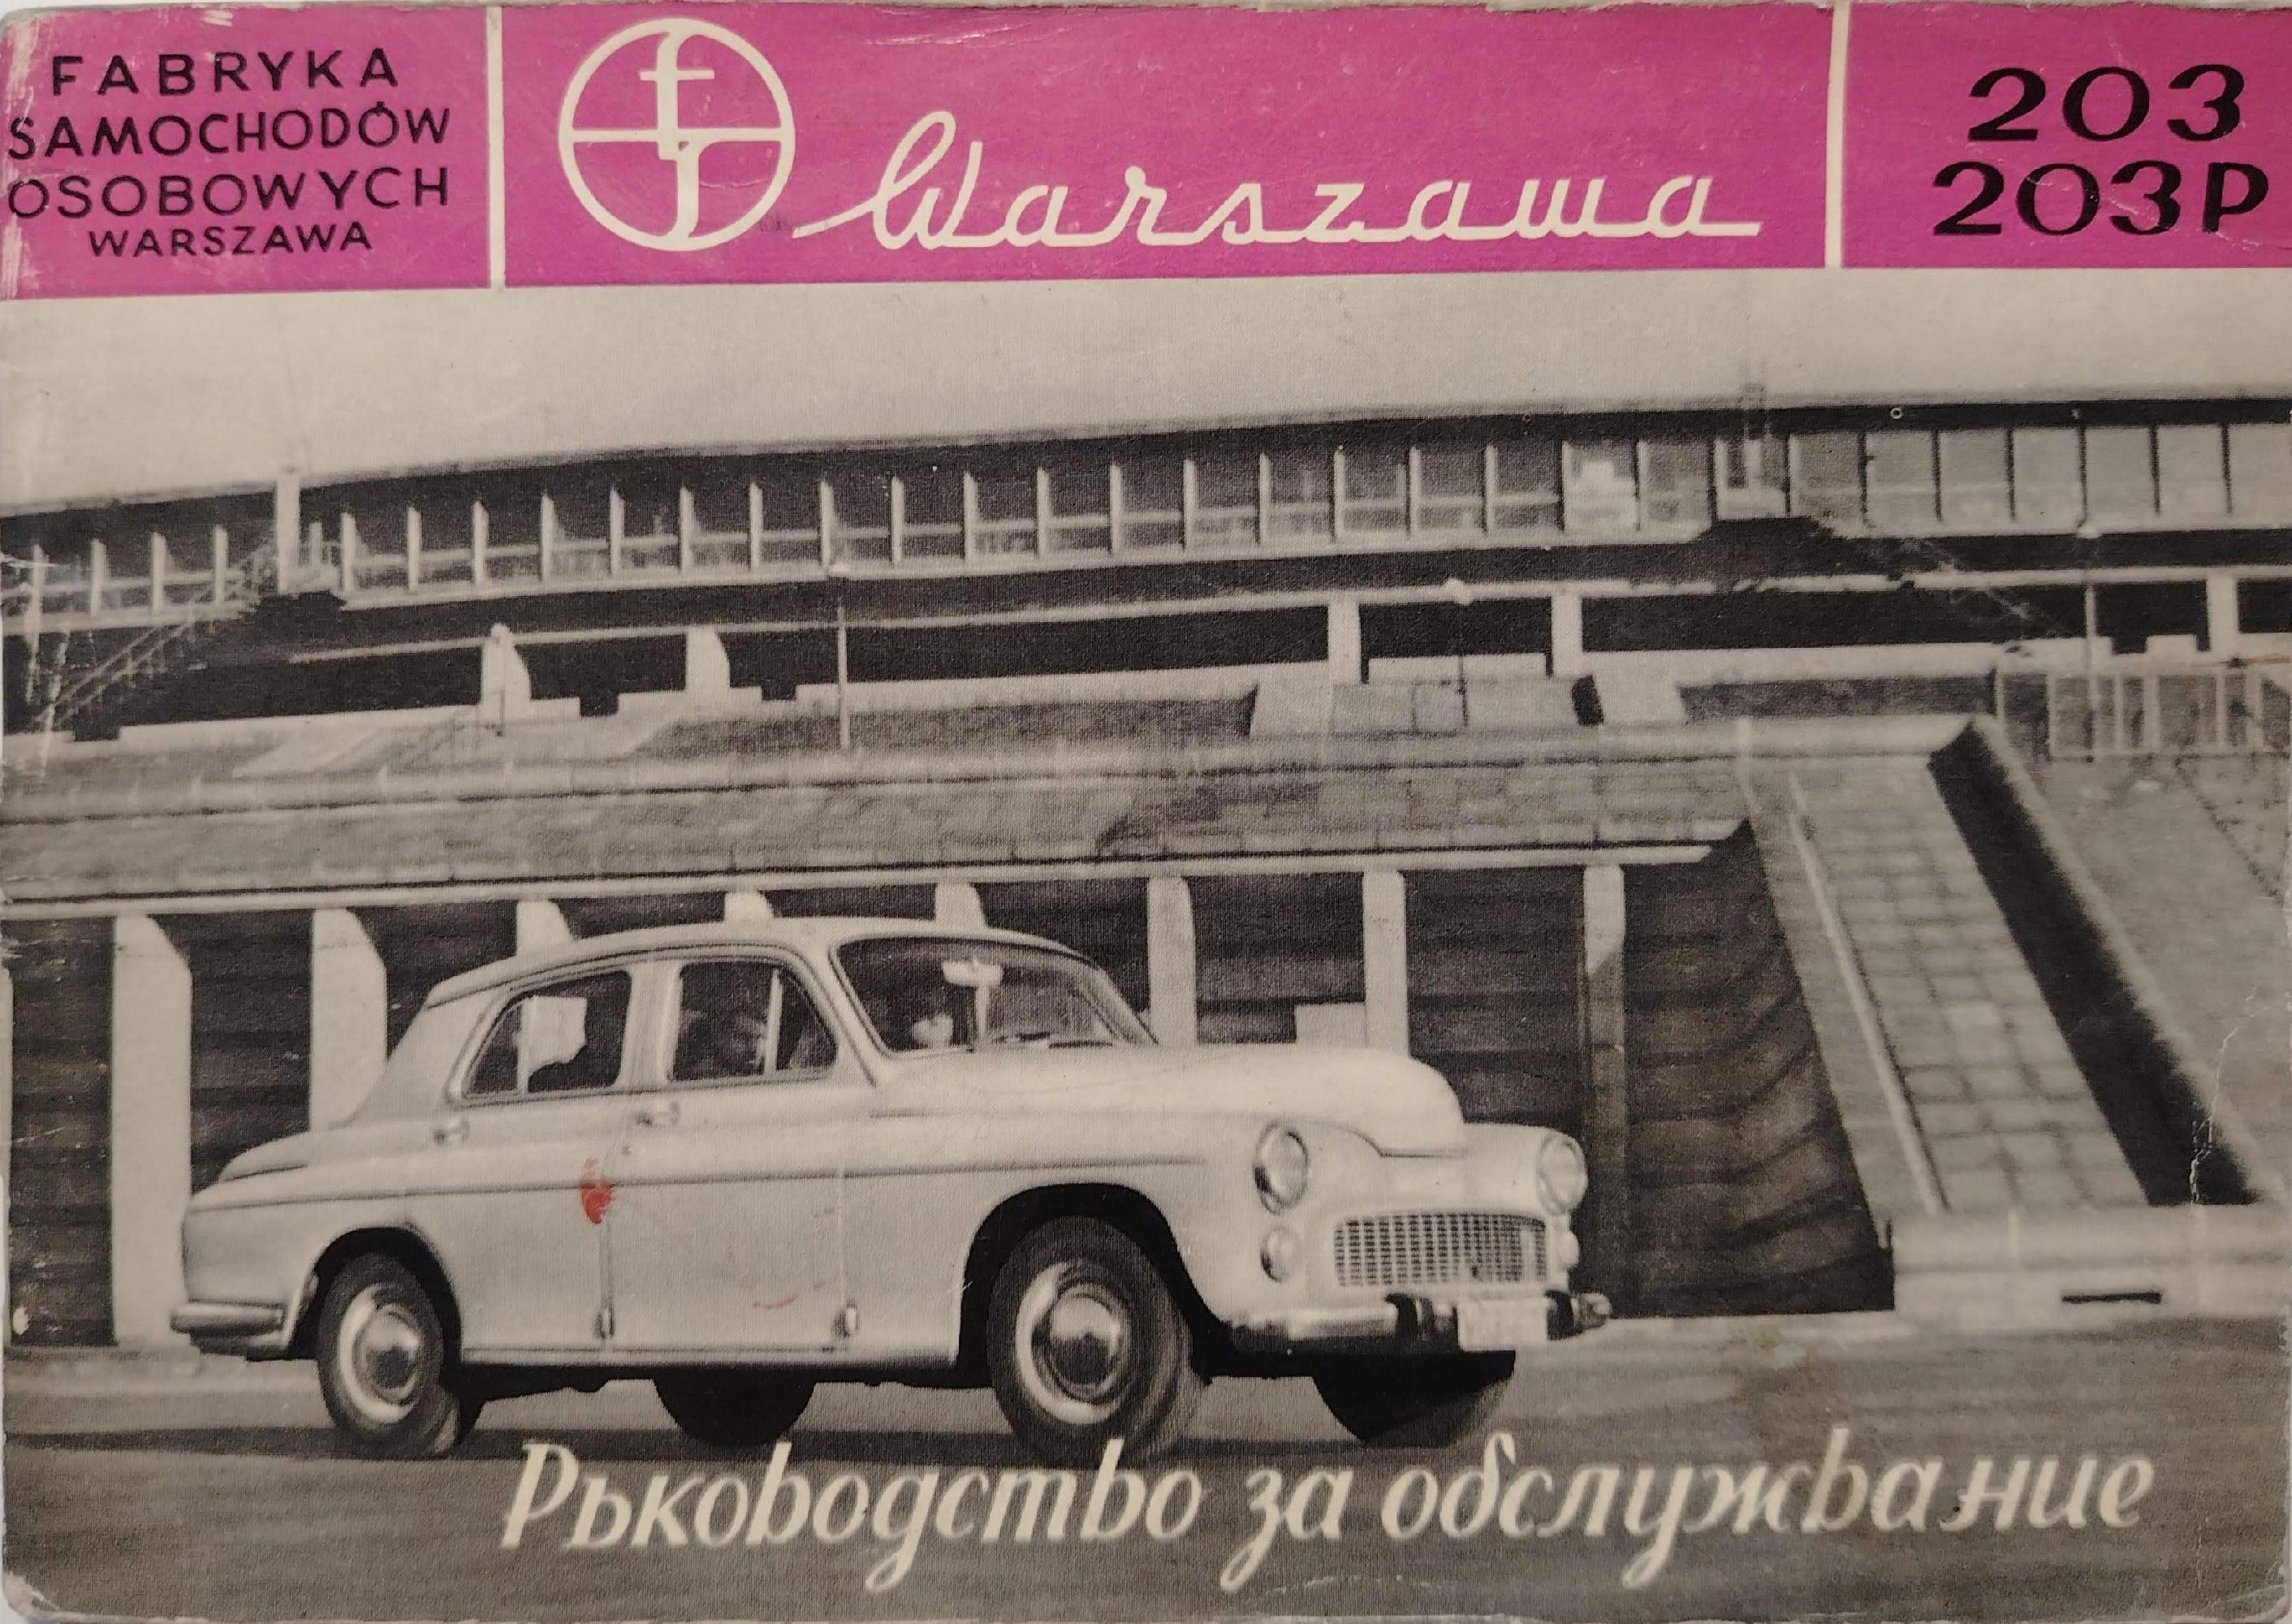 FABRYKA
SAMOCHODÓW
OSOBOWYCH
WARSZAWA
Warszawa
203
203P
Ръководство за обслужване